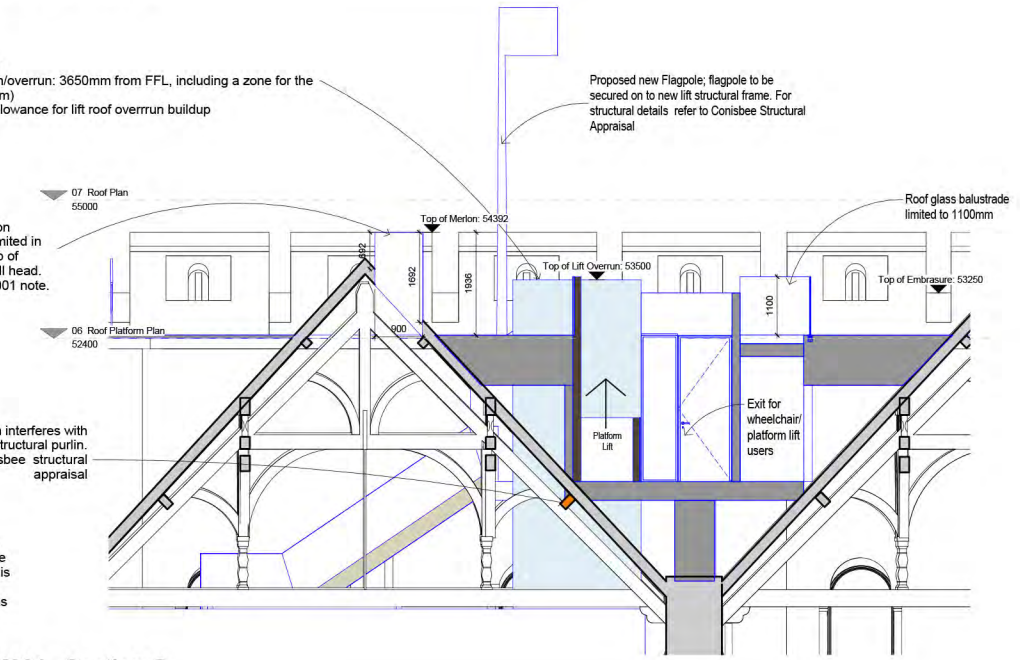 n/overrun: 3650mm from FFL, including a zone for the
m)
llowance for lift roof overrrun buildup
Proposed new Flagpole; flagpole to be
secured on to new lift structural frame. For
structural details refer to Conisbee Structural
Appraisal
07 Roof Plan
55000
on
mited in
p of
ll head.
001 note.
Top of Merlon: 54392
Roof glass balustrade
limited to 1100mm
Top of Lift Overrun: 53500
Top of Embrasure: 53250
692
1692
1936
1100
900
06 Roof Platform Plan
52400
Exit for
wheelchair/
platform lift
users
Platform
Lift
n interferes with
tructural purlin.
sbee structural
appraisal
e
is
s